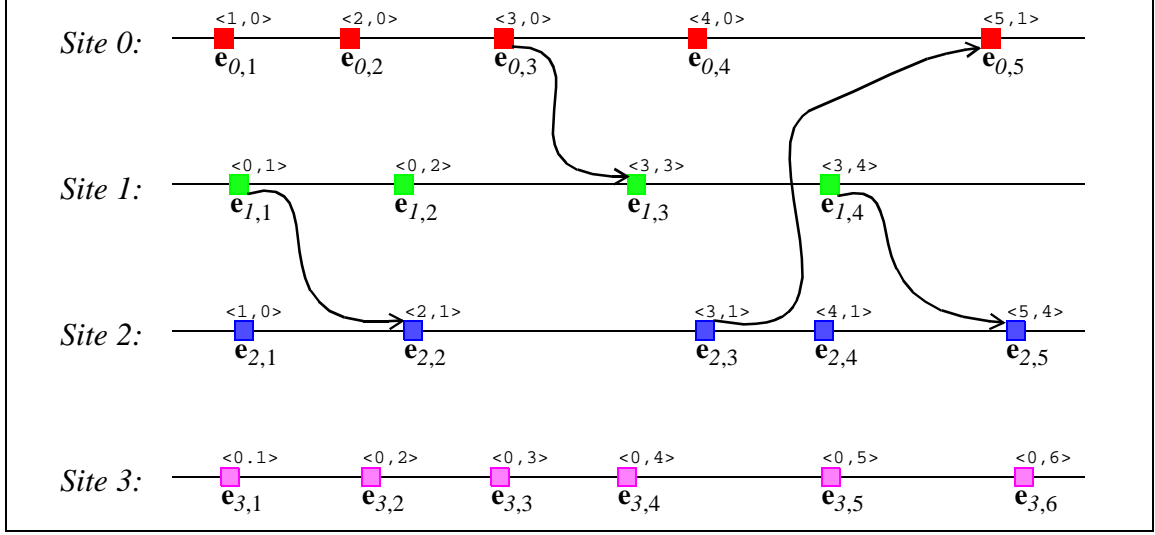 <1,0> <2,0> <3,0> <4,0> <5,1>
Site 0:
e0,1 e0,2 e0,3 e0,4 e0,5
<0,1> <0,2> <3,3> <3,4>
Site 1:
e1,1 e1,2 e1,3 e1,4
<1,0> <2,1> <3,1> <4,1> <5,4>
Site 2:
e2,1 e2,2 e2,3 e2,4 e2,5
<0.1> <0,2> <0,3> <0,4> <0,5> <0,6>
Site 3:
e3,1 e3,2 e3,3 e3,4 e3,5 e3,6